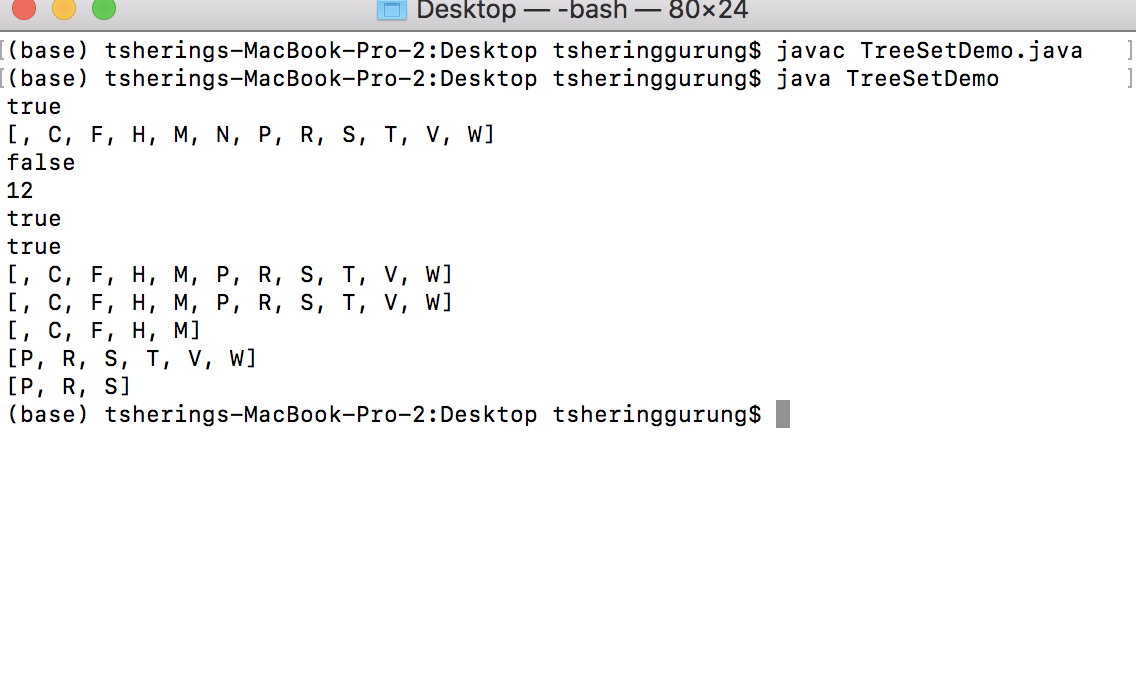 Desktop — -bash — 80×24
[(base) tsherings-MacBook-Pro-2:Desktop tsheringgurung$ javac TreeSetDemo.java ]
[(base) tsherings-MacBook-Pro-2:Desktop tsheringgurung$ java TreeSetDemo ]
true
[, C, F, H, M, N, P, R, S, T, V, W]
false
12
true
true
[, C, F, H, M, P, R, S, T, V, W]
[, C, F, H, M, P, R, S, T, V, W]
[, C, F, H, M]
[P, R, S, T, V, W]
[P, R, S]
(base) tsherings-MacBook-Pro-2:Desktop tsheringgurung$